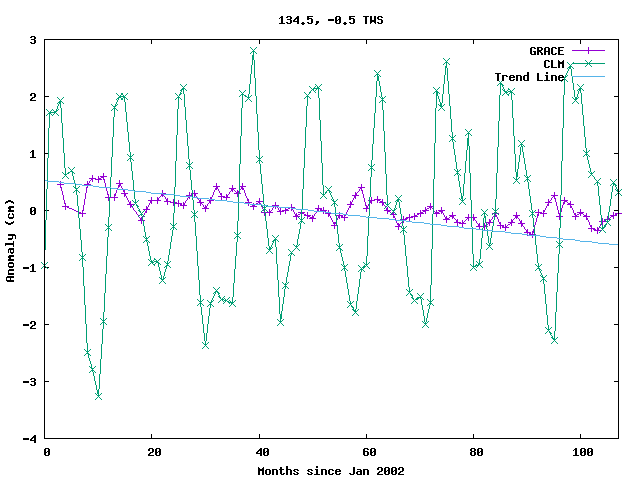 134.5, -0.5 TWS
GRACE
CLM
Trend Line
3
2
1
0
-1
-2
-3
-4
Anomaly (cm)
0 20 40 60 80 100
Months since Jan 2002